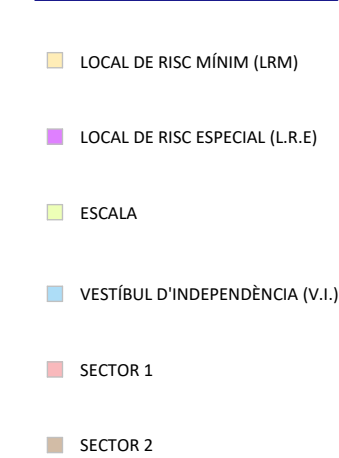 LOCAL DE RISC MÍNIM (LRM)
LOCAL DE RISC ESPECIAL (L.R.E)
ESCALA
VESTÍBUL D'INDEPENDÈNCIA (V.I.)
SECTOR 1
SECTOR 2